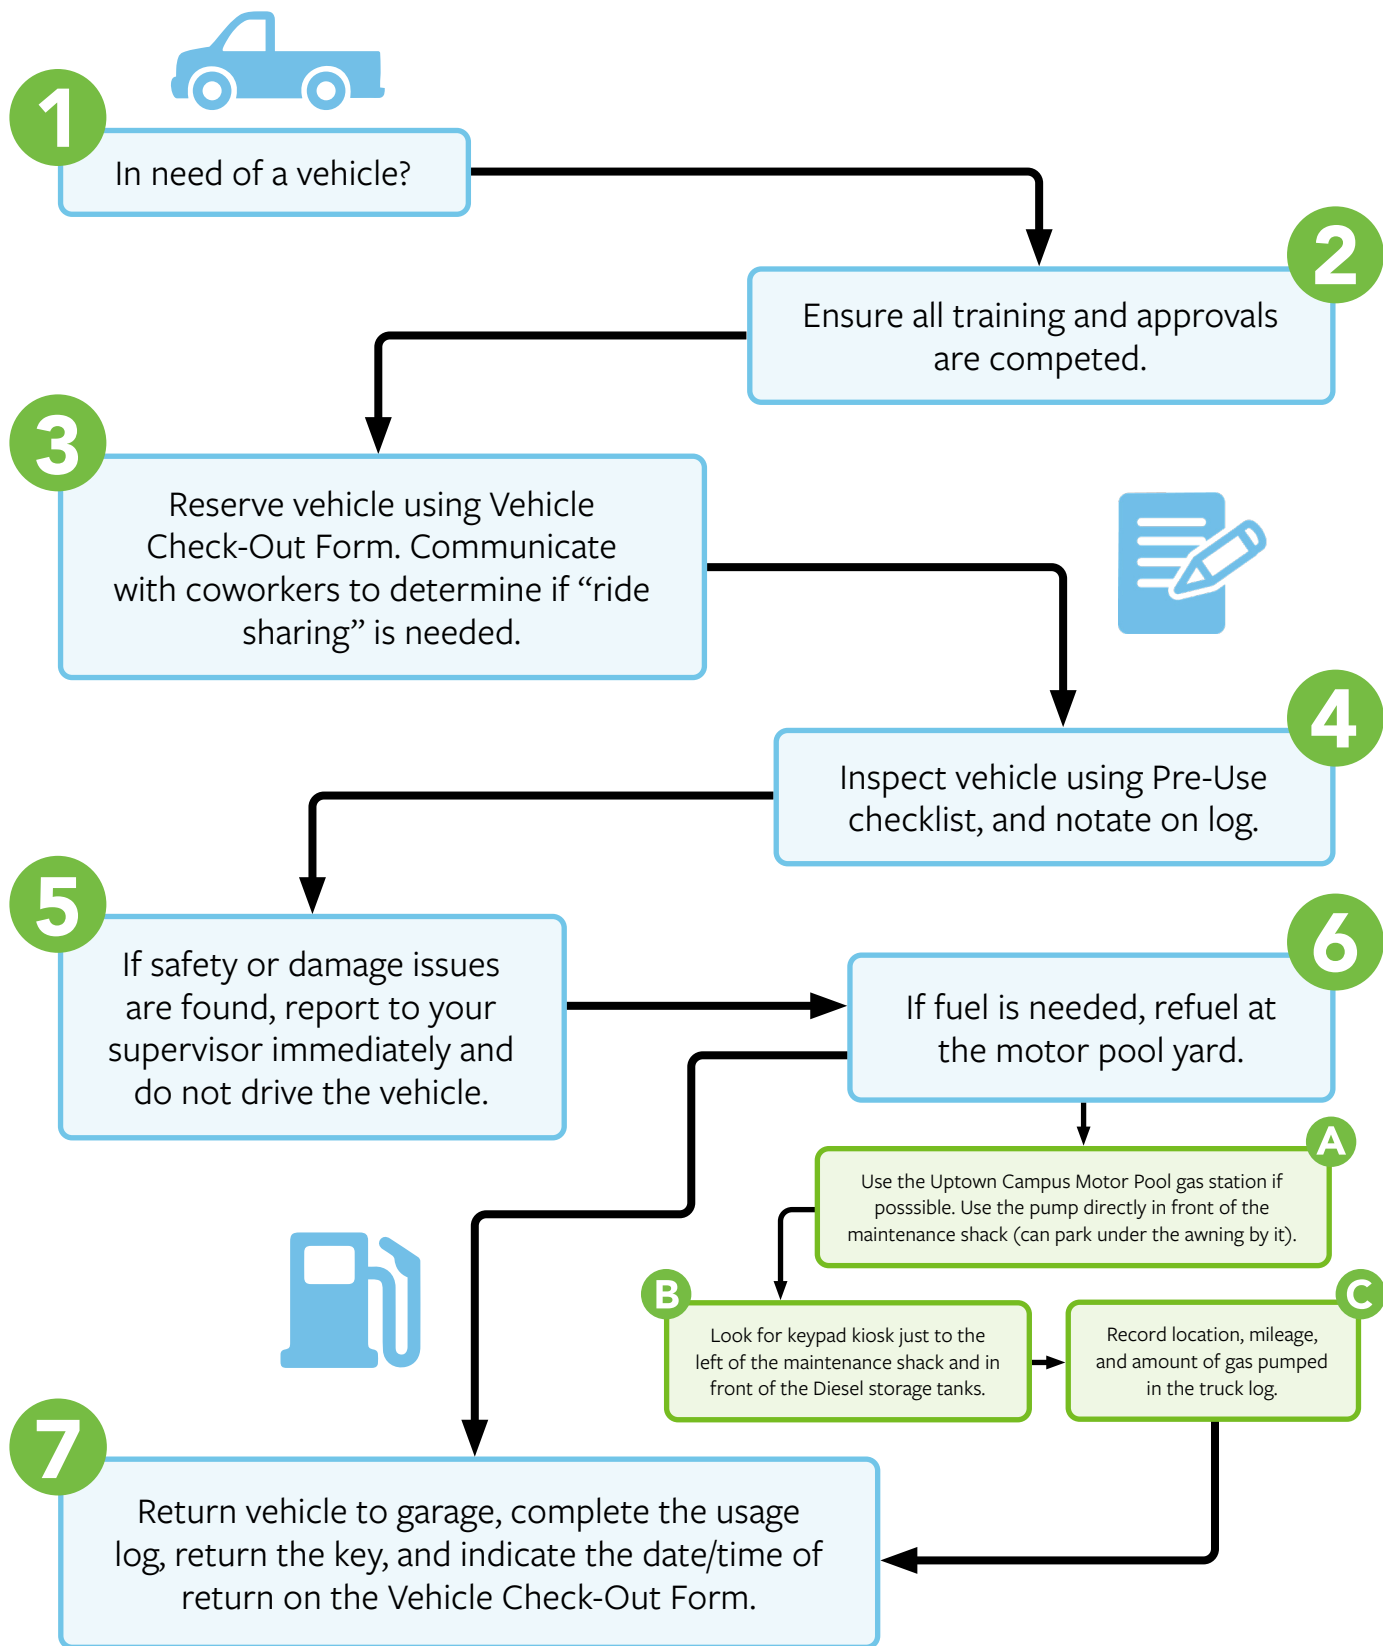 1
In need of a vehicle?
2
Ensure all training and approvals
are competed.
3
Reserve vehicle using Vehicle
Check-Out Form. Communicate
with coworkers to determine if “ride
sharing” is needed.
4
Inspect vehicle using Pre-Use
checklist, and notate on log.
5
If safety or damage issues
are found, report to your
supervisor immediately and
do not drive the vehicle.
6
If fuel is needed, refuel at
the motor pool yard.
A
Use the Uptown Campus Motor Pool gas station if
posssible. Use the pump directly in front of the
maintenance shack (can park under the awning by it).
B
Look for keypad kiosk just to the
left of the maintenance shack and in
front of the Diesel storage tanks.
C
Record location, mileage,
and amount of gas pumped
in the truck log.
7
Return vehicle to garage, complete the usage
log, return the key, and indicate the date/time of
return on the Vehicle Check-Out Form.